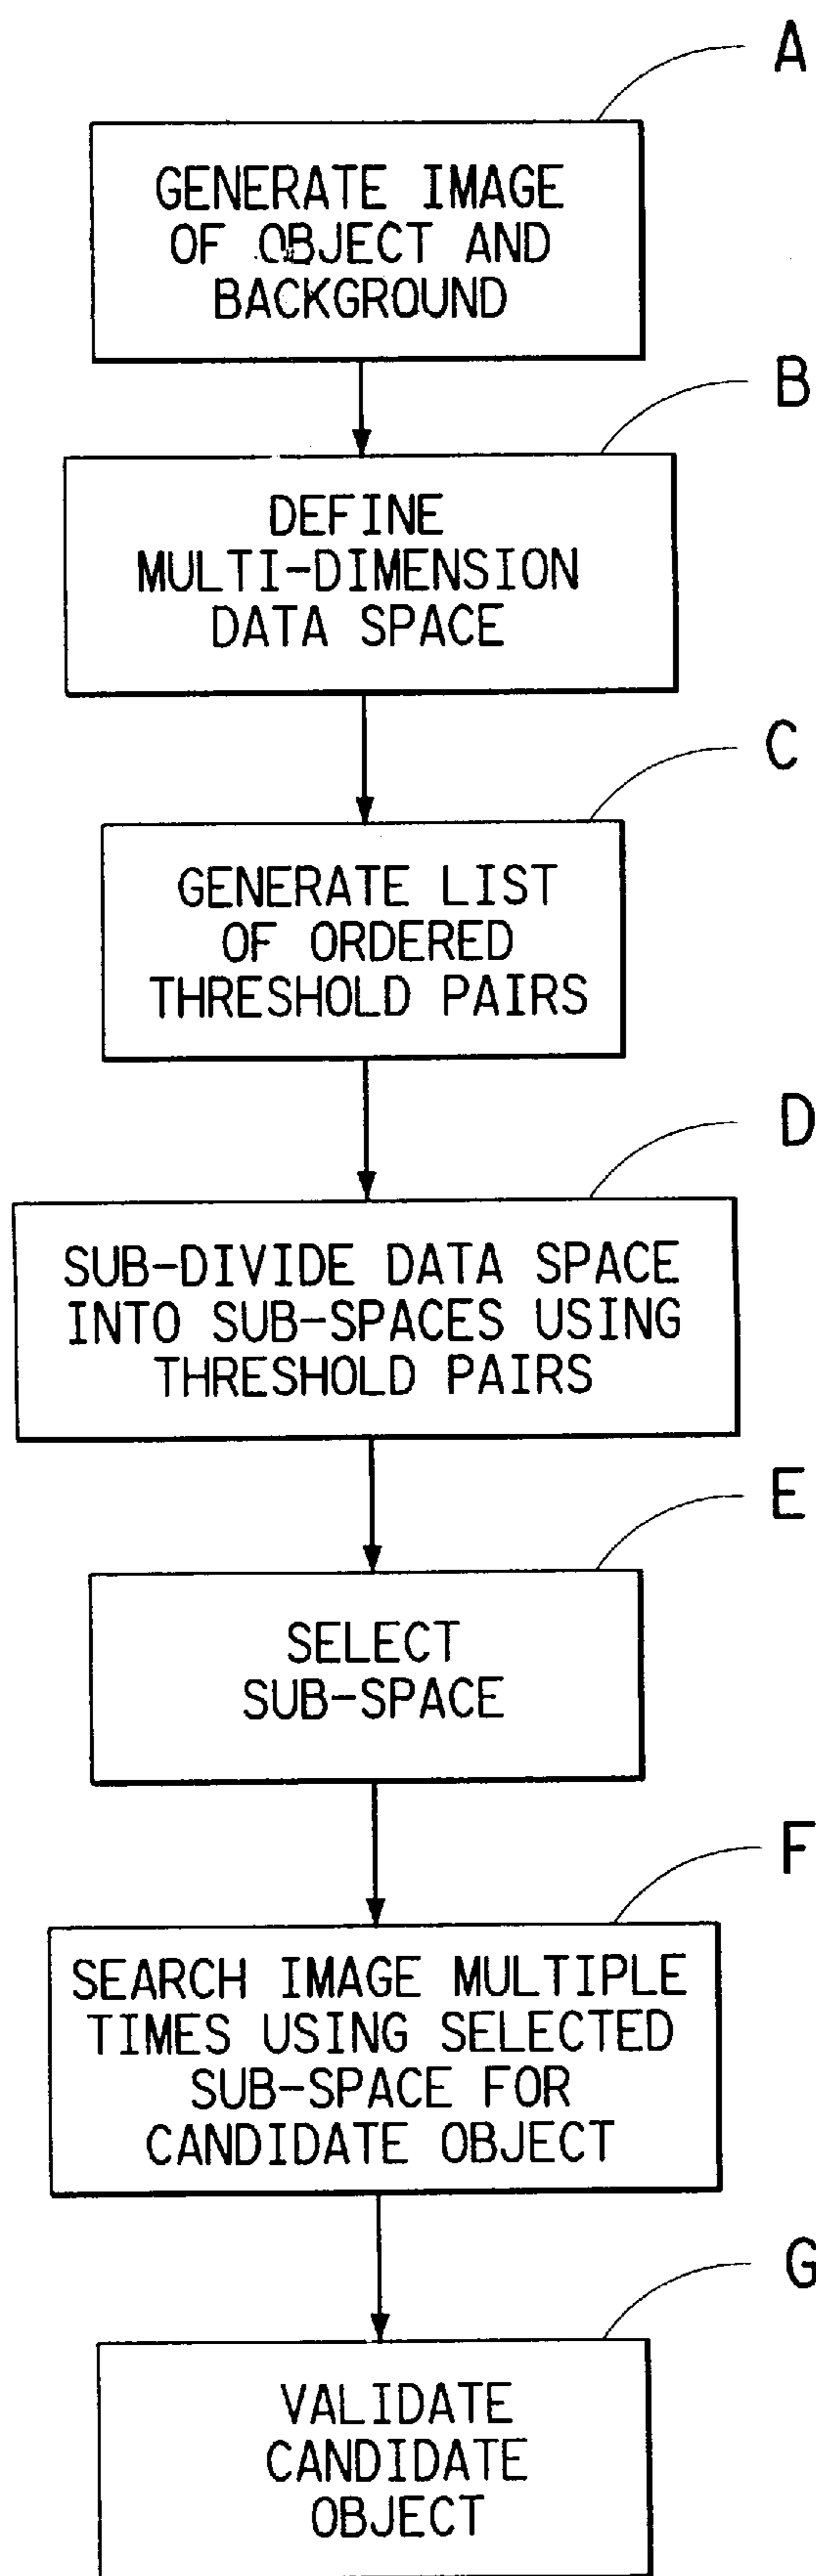 A
GENERATE IMAGE
OF OBJECT AND
BACKGROUND
B
DEFINE
MULTI-DIMENSION
DATA SPACE
C
GENERATE LIST
OF ORDERED
THRESHOLD PAIRS
D
SUB-DIVIDE DATA SPACE
INTO SUB-SPACES USING
THRESHOLD PAIRS
E
SELECT
SUB-SPACE
F
SEARCH IMAGE MULTIPLE
TIMES USING SELECTED
SUB-SPACE FOR
CANDIDATE OBJECT
G
VALIDATE
CANDIDATE
OBJECT